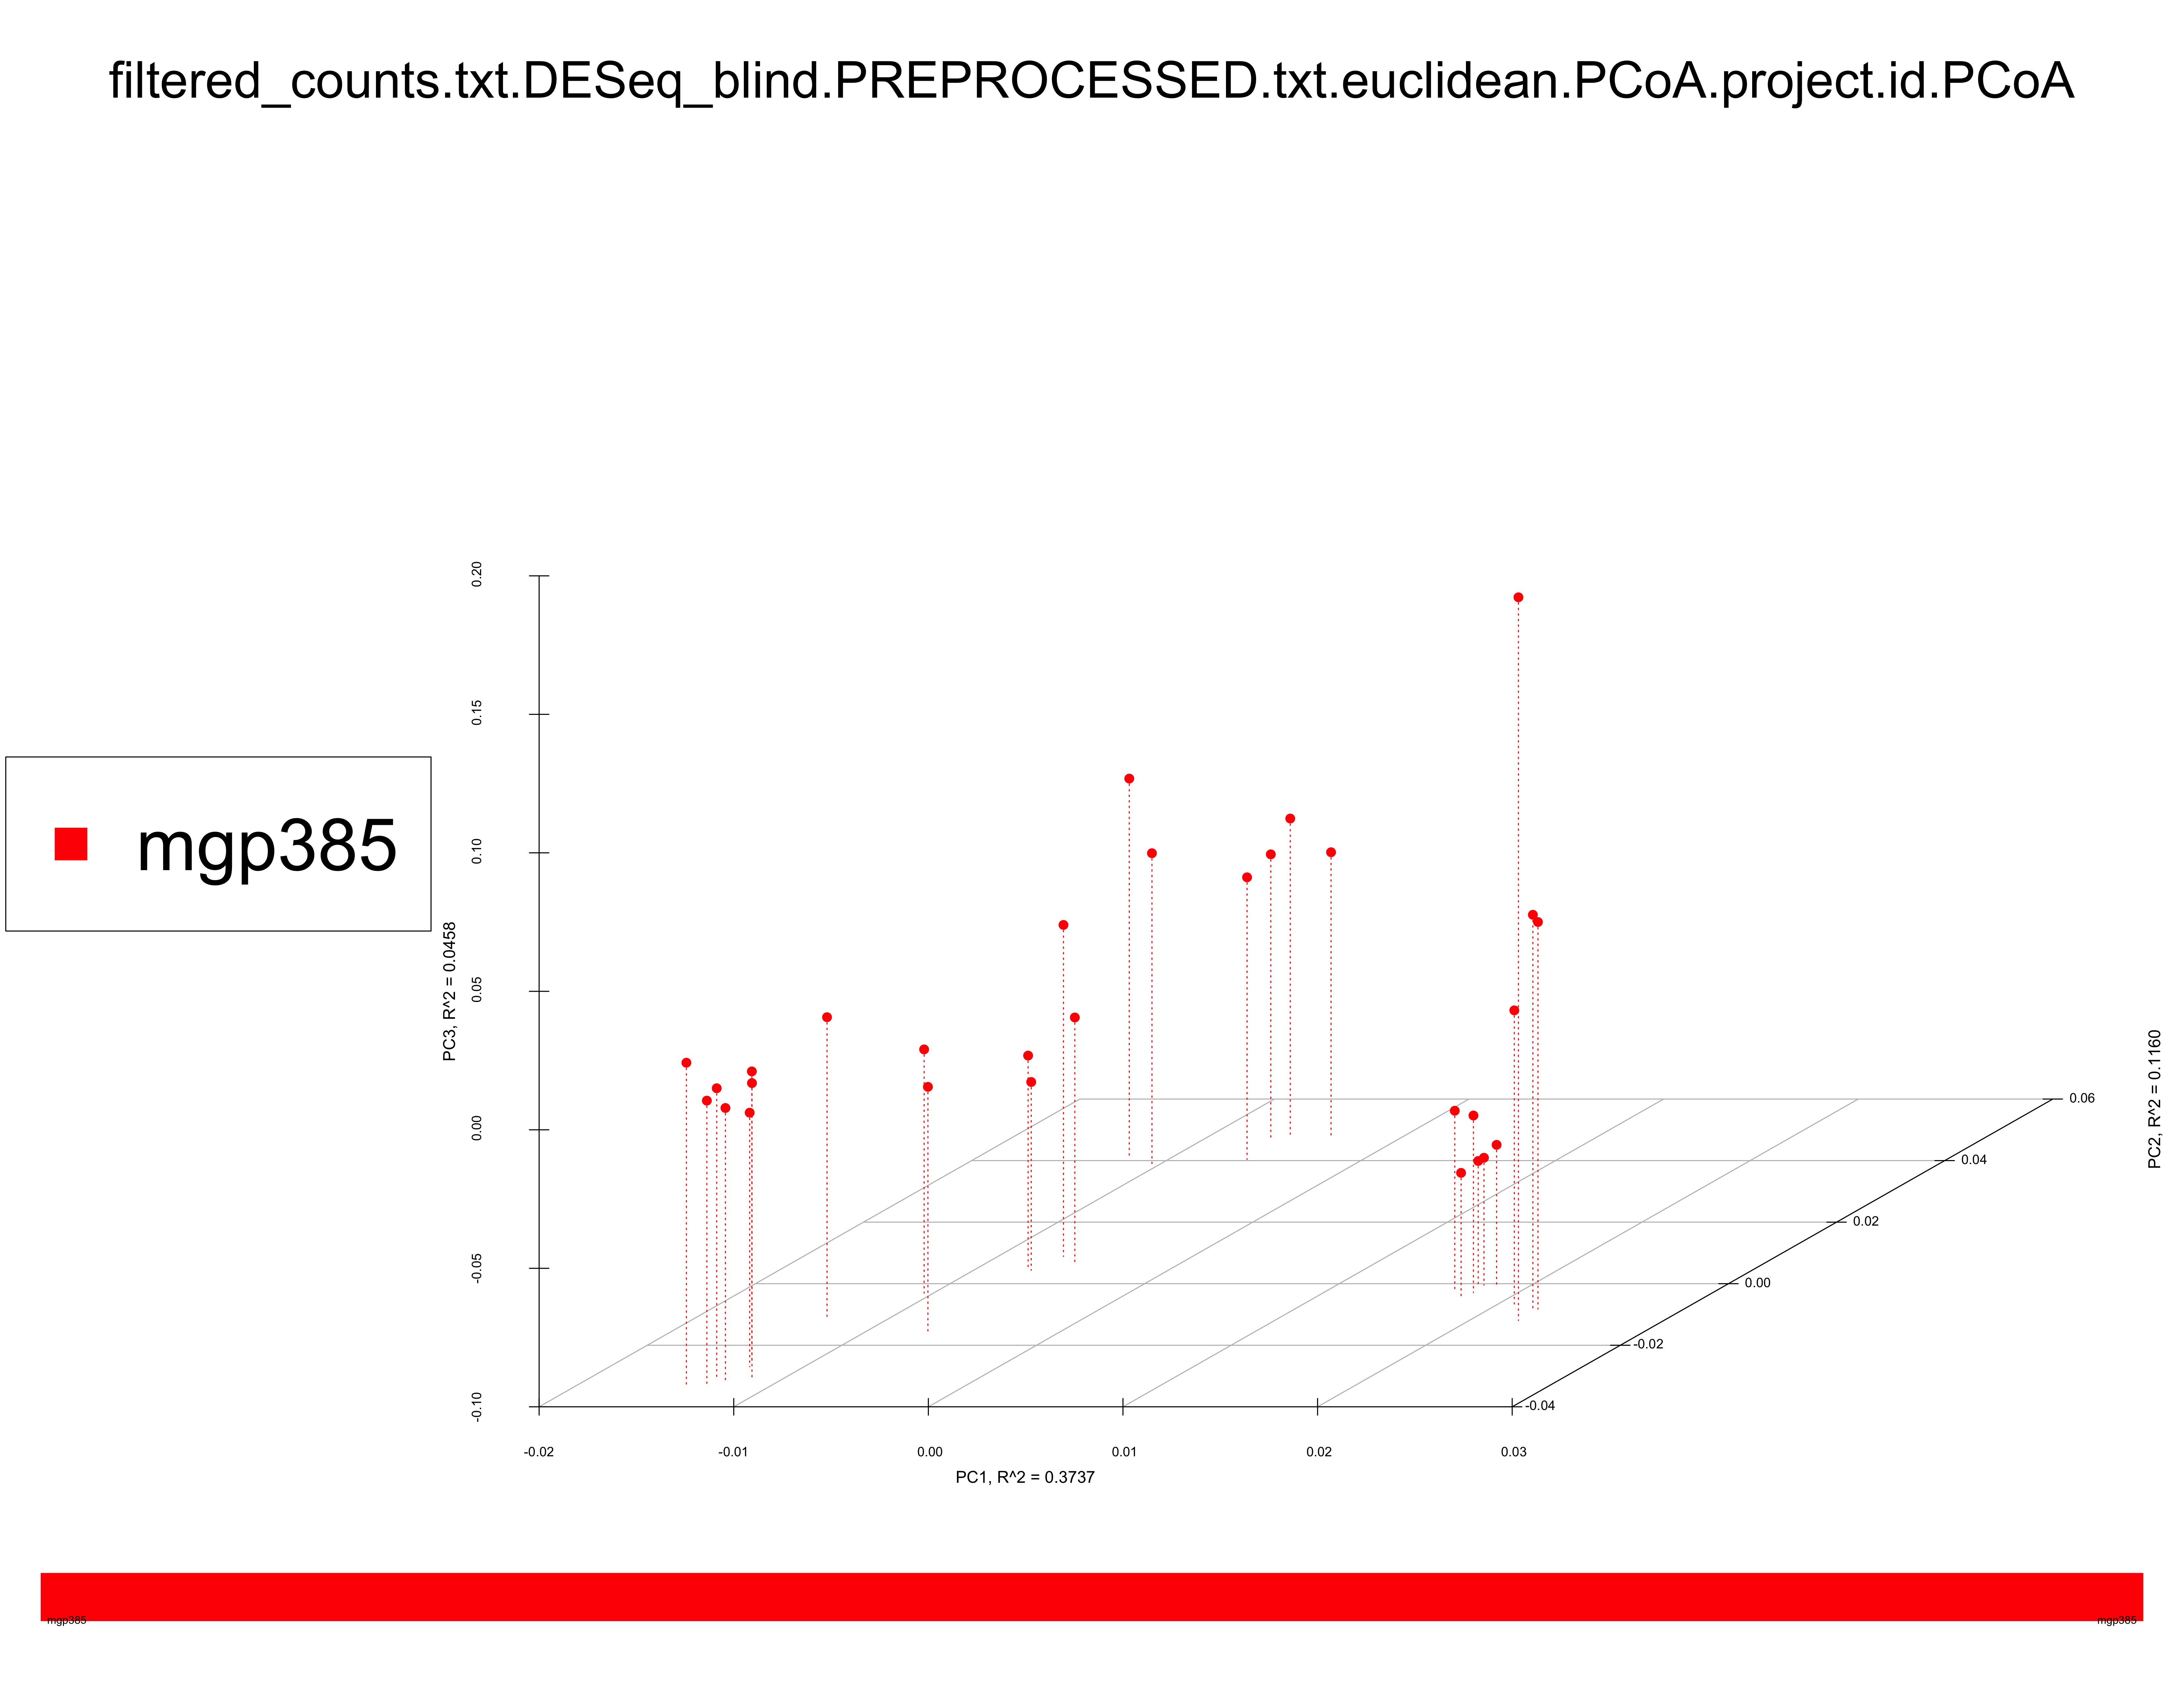 filtered_counts.txt.DESeq_blind.PREPROCESSED.txt.euclidean.PCoA.project.id.PCoA
mgp385
PC3, R^2 = 0.0458
0.20
0.15
0.10
0.05
0.00
-0.05
-0.10
-0.02
-0.01
0.00
0.01
0.02
0.03
PC1, R^2 = 0.3737
0.06
0.04
0.02
0.00
-0.02
-0.04
PC2, R^2 = 0.1160
mgp385
mgp385